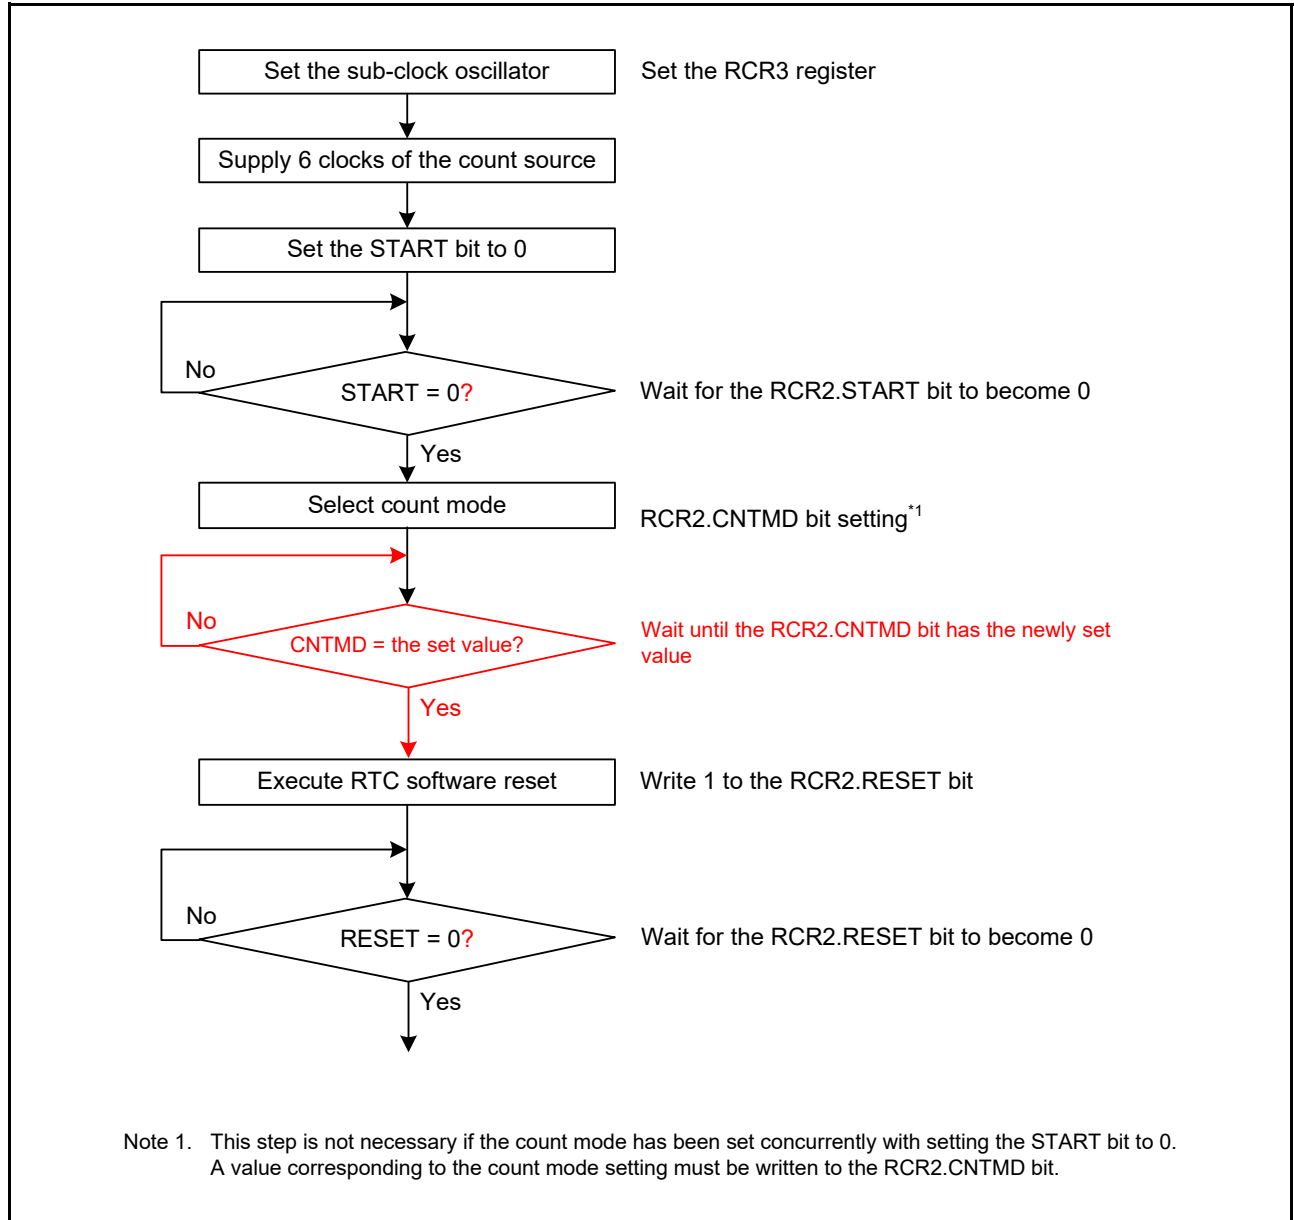 Set the sub-clock oscillator
Set the RCR3 register
Supply 6 clocks of the count source
Set the START bit to 0
No
START = 0?
Wait for the RCR2.START bit to become 0
Yes
Select count mode
RCR2.CNTMD bit setting*1
No
CNTMD = the set value?
Wait until the RCR2.CNTMD bit has the newly set
value
Yes
Execute RTC software reset
Write 1 to the RCR2.RESET bit
No
RESET = 0?
Wait for the RCR2.RESET bit to become 0
Yes
Note 1. This step is not necessary if the count mode has been set concurrently with setting the START bit to 0.
A value corresponding to the count mode setting must be written to the RCR2.CNTMD bit.